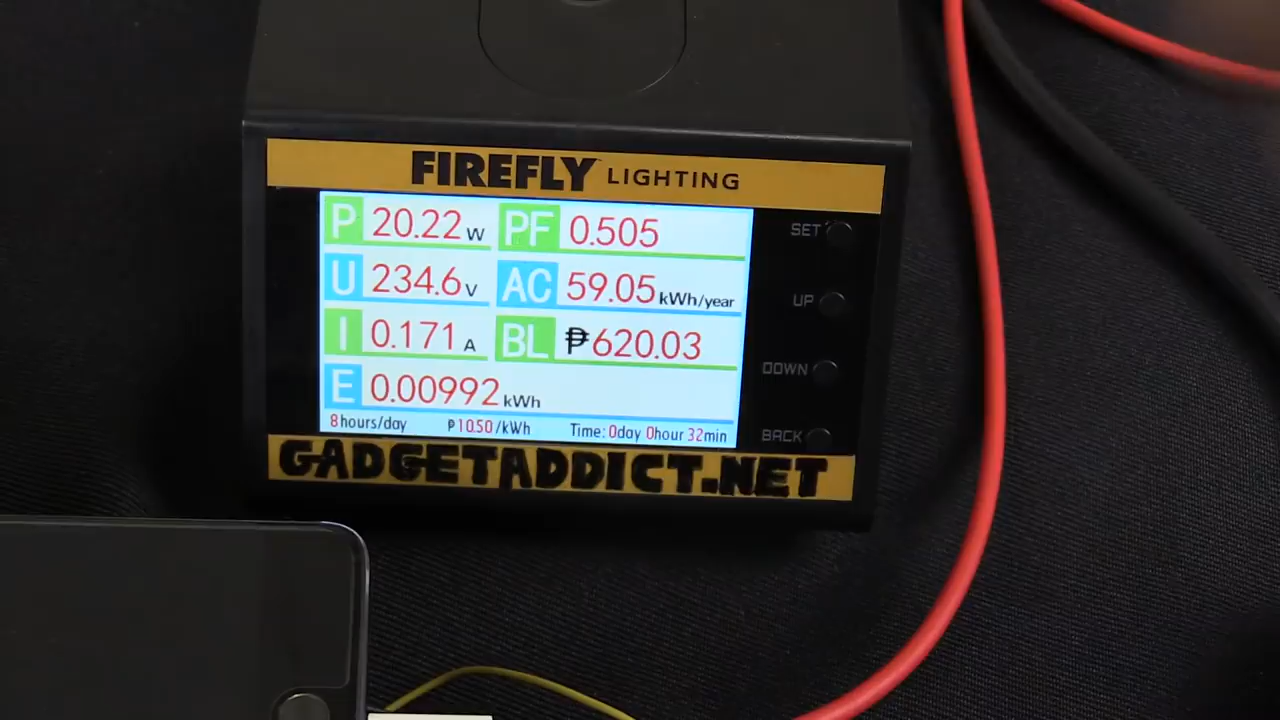 FIREFLY LIGHTING
P 20.22 W PF 0.505
U 234.6 V AC 59.05 kWh/year
I 0.171 A BL ₱620.03
E 0.00992 kWh
8hours/day ₱10.50/kWh Time: 0day 0hour 32min
SET
UP
DOWN
BACK
GADGETADDICT.NET